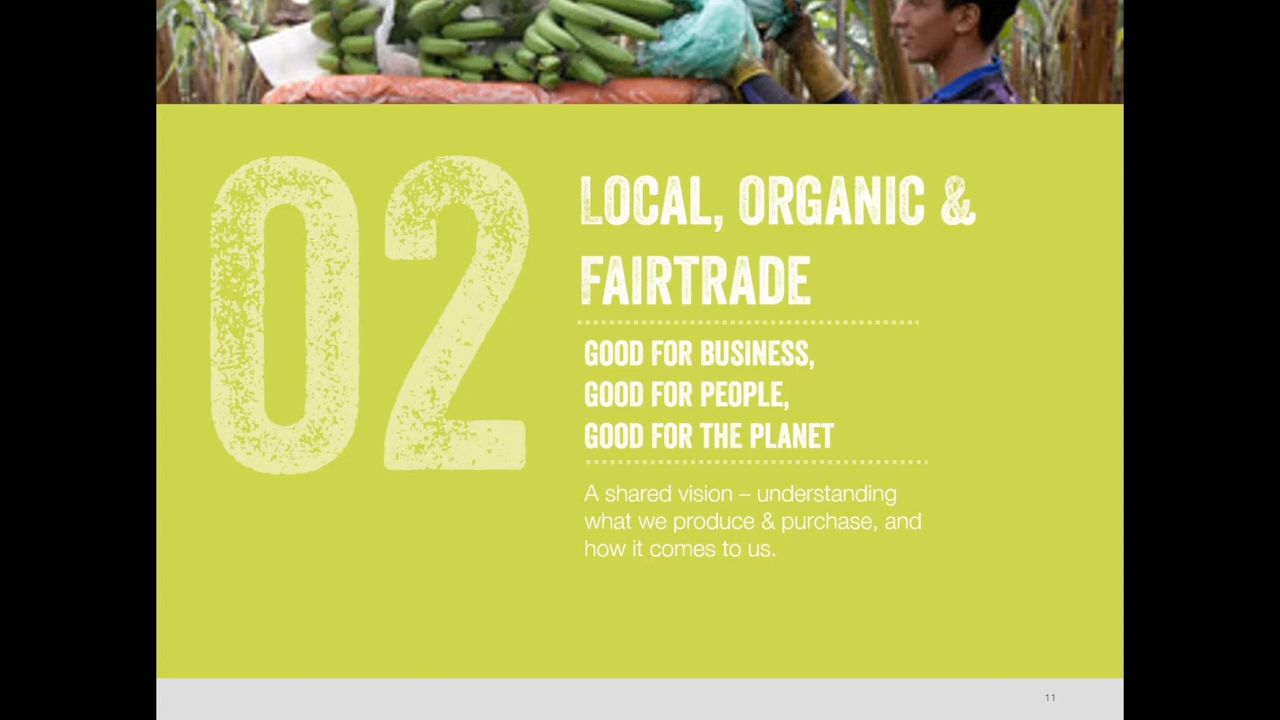 02
LOCAL, ORGANIC &
FAIRTRADE
GOOD FOR BUSINESS,
GOOD FOR PEOPLE,
GOOD FOR THE PLANET
A shared vision – understanding
what we produce & purchase, and
how it comes to us.
11